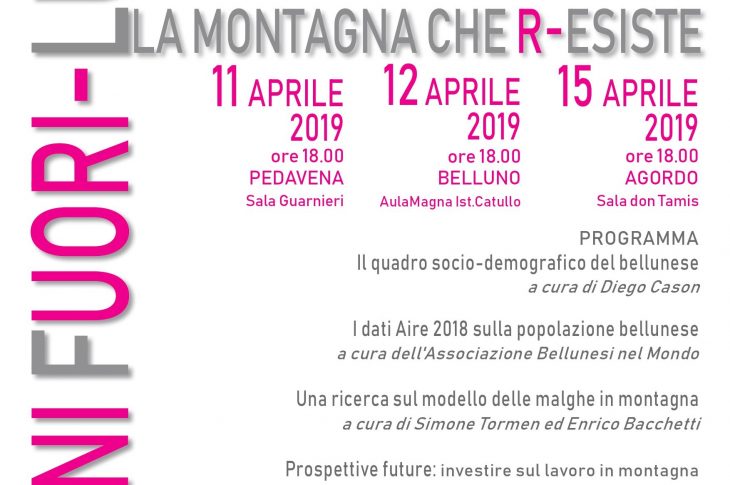 LA MONTAGNA CHE R-ESISTE
11 APRILE
2019
ore 18.00
PEDAVENA
Sala Guarnieri
12 APRILE
2019
ore 18.00
BELLUNO
AulaMagna Ist.Catullo
15 APRILE
2019
ore 18.00
AGORDO
Sala don Tamis
PROGRAMMA
Il quadro socio-demografico del bellunese
a cura di Diego Cason
I dati Aire 2018 sulla popolazione bellunese
a cura dell'Associazione Bellunesi nel Mondo
Una ricerca sul modello delle malghe in montagna
a cura di Simone Tormen ed Enrico Bacchetti
Prospettive future: investire sul lavoro in montagna
NI FUORI-LU